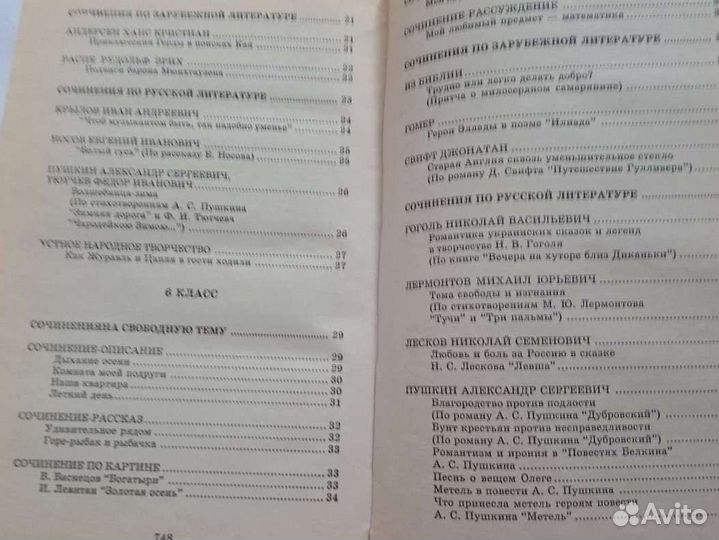 СОЧИНЕНИЯ ПО ЗАРУБЕЖНОЙ ЛИТЕРАТУРЕ 21
АНДЕРСЕН ХАНС КРИСТИАН 21
Приключения Герды в поисках Кая 21
РАСПЕ РУДОЛЬФ ЭРИХ 22
Подвиги барона Мюнхгаузена 22
СОЧИНЕНИЯ ПО РУССКОЙ ЛИТЕРАТУРЕ 23
КРЫЛОВ ИВАН АНДРЕЕВИЧ 24
"Чтоб музыкантом быть, так надобно уменье" 24
НОСОВ ЕВГЕНИЙ ИВАНОВИЧ 25
"Белый гусь" (По рассказу Е. Носова) 25
ПУШКИН АЛЕКСАНДР СЕРГЕЕВИЧ,
ТЮТЧЕВ ФЕДОР ИВАНОВИЧ 26
Волшебница-зима
(По стихотворениям А. С. Пушкина
"Зимняя дорога" и Ф. И. Тютчева
"Чародейкою Зимою...") 26
УСТНОЕ НАРОДНОЕ ТВОРЧЕСТВО 27
Как Журавль и Цапля в гости ходили 27
6 КЛАСС
СОЧИНЕНИЯНА СВОБОДНУЮ ТЕМУ 29
СОЧИНЕНИЕ-ОПИСАНИЕ 29
Дыхание осени 29
Комната моей подруги 30
Наша квартира 30
Летний день 31
СОЧИНЕНИЕ-РАССКАЗ 32
Удивительное рядом 32
Горе-рыбак и рыбачка 33
СОЧИНЕНИЕ ПО КАРТИНЕ 33
В. Васнецов "Богатыри" 33
И. Левитан "Золотая осень" 34
748
СОЧИНЕНИЕ РАССУЖДЕНИЕ
Мой любимый предмет — математика
СОЧИНЕНИЯ ПО ЗАРУБЕЖНОЙ ЛИТЕРАТУРЕ
ИЗ БИБЛИИ
Трудно или легко делать добро?
(Притча о милосердном самарянине)
ГОМЕР
Герои Эллады в поэме "Илиада"
СВИФТ ДЖОНАТАН
Старая Англия сквозь уменьшительное стекло
(По роману Д. Свифта "Путешествие Гулливера")
СОЧИНЕНИЯ ПО РУССКОЙ ЛИТЕРАТУРЕ
ГОГОЛЬ НИКОЛАЙ ВАСИЛЬЕВИЧ
Романтика украинских сказок и легенд
в творчестве Н. В. Гоголя
(По книге "Вечера на хуторе близ Диканьки")
ЛЕРМОНТОВ МИХАИЛ ЮРЬЕВИЧ
Тема свободы и изгнания
(По стихотворениям М. Ю. Лермонтова
"Тучи" и "Три пальмы")
ЛЕСКОВ НИКОЛАЙ СЕМЕНОВИЧ
Любовь и боль за Россию в сказке
Н. С. Лескова "Левша"
ПУШКИН АЛЕКСАНДР СЕРГЕЕВИЧ
Благородство против подлости
(По роману А. С. Пушкина "Дубровский")
Бунт крестьян против несправедливости
(По роману А. С. Пушкина "Дубровский")
Романтизм и ирония в "Повестях Белкина"
А. С. Пушкина
Песнь о вещем Олеге
Метель в повести А. С. Пушкина
Что принесла метель героям повести
А. С. Пушкина "Метель"
Avito